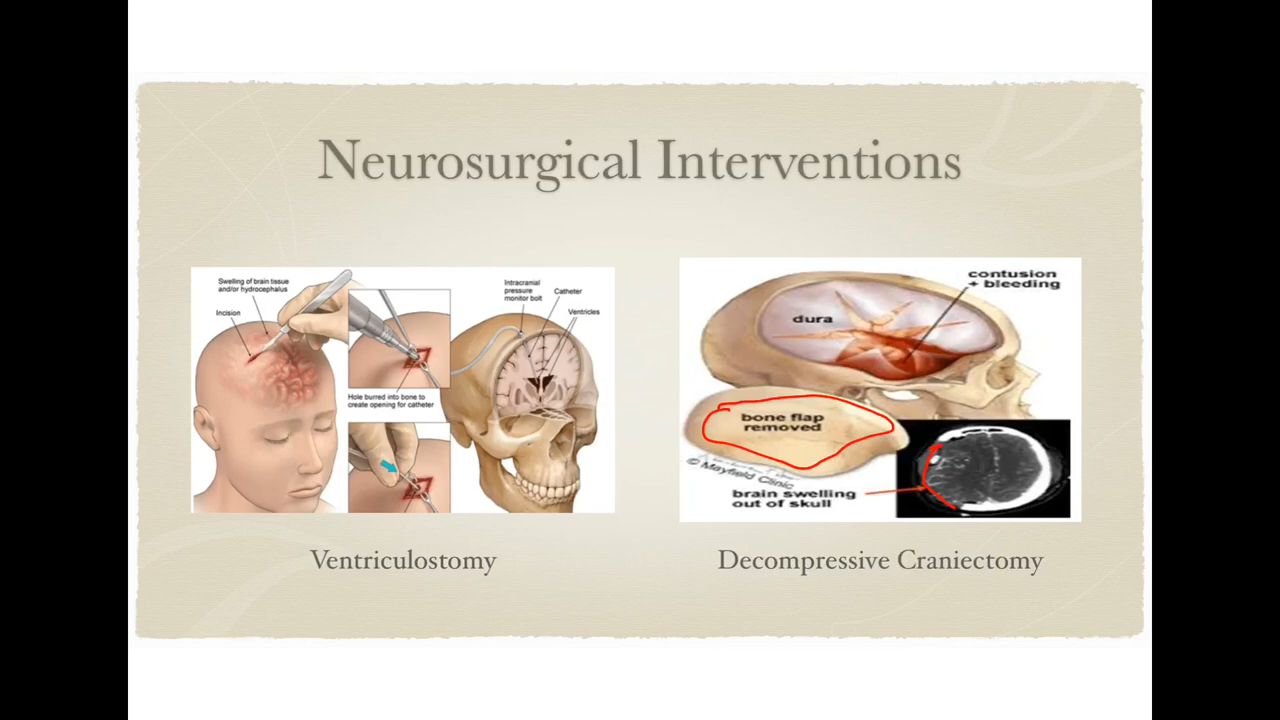 Neurosurgical Interventions
Swelling of brain tissue
and/or hydrocephalus
Incision
Hole burred into bone to
create opening for catheter
Intracranial
pressure
monitor bolt
Catheter
Ventricles
contusion
+ bleeding
dura
bone flap
removed
© Mayfield Clinic
brain swelling
out of skull
Ventriculostomy
Decompressive Craniectomy